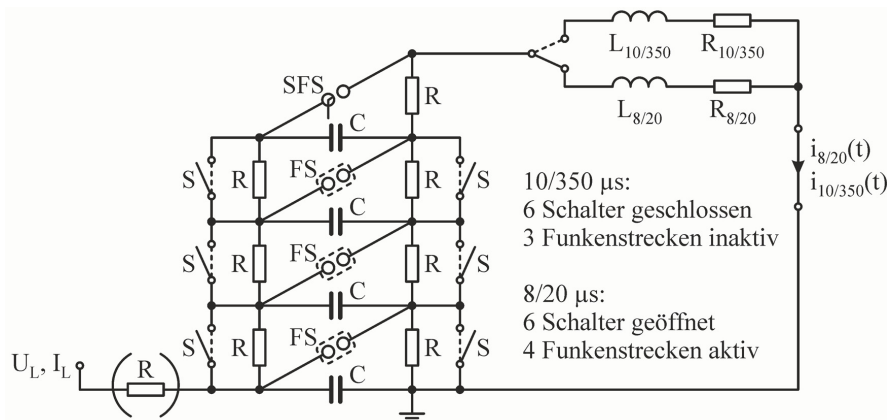 L10/350
R10/350
SFS
R
L8/20
R8/20
C
i8/20(t)
i10/350(t)
S
R
FS
R
S
10/350 µs:
6 Schalter geschlossen
3 Funkenstrecken inaktiv
C
S
R
FS
R
S
8/20 µs:
6 Schalter geöffnet
4 Funkenstrecken aktiv
C
S
R
FS
R
S
UL, IL
R
C